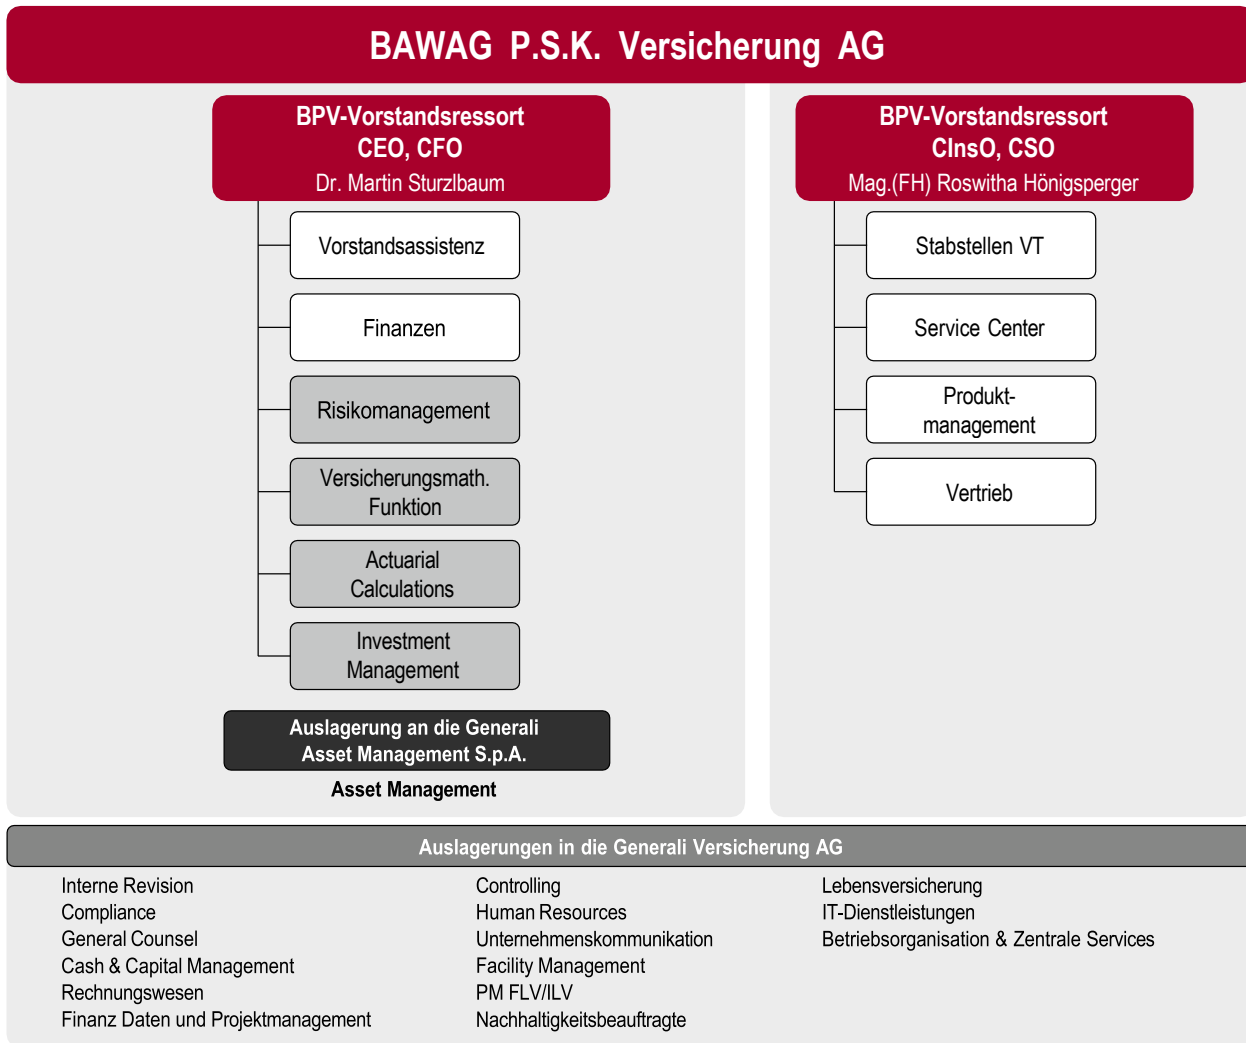 BAWAG P.S.K. Versicherung AG
BPV-Vorstandsressort
CEO, CFO
Dr. Martin Sturzlbaum
Vorstandsassistenz
Finanzen
Risikomanagement
Versicherungsmath.
Funktion
Actuarial
Calculations
Investment
Management
Auslagerung an die Generali
Asset Management S.p.A.
Asset Management
BPV-Vorstandsressort
CInsO, CSO
Mag.(FH) Roswitha Hönigsperger
Stabstellen VT
Service Center
Produkt-
management
Vertrieb
Auslagerungen in die Generali Versicherung AG
Interne Revision
Compliance
General Counsel
Cash & Capital Management
Rechnungswesen
Finanz Daten und Projektmanagement
Controlling
Human Resources
Unternehmenskommunikation
Facility Management
PM FLV/ILV
Nachhaltigkeitsbeauftragte
Lebensversicherung
IT-Dienstleistungen
Betriebsorganisation & Zentrale Services